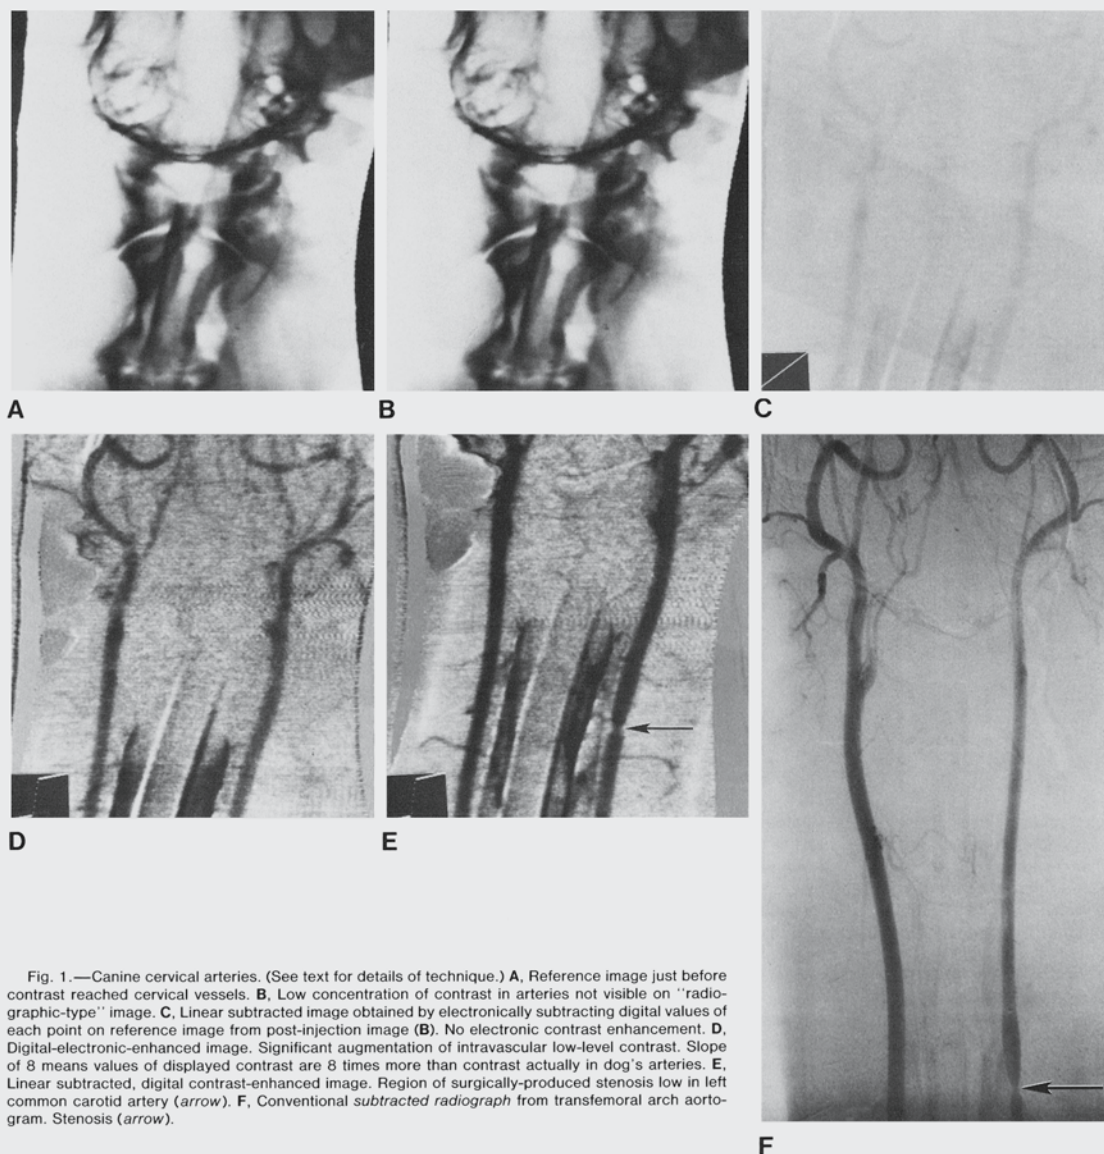 A
B
C
D
E
F
Fig. 1.—Canine cervical arteries. (See text for details of technique.) A, Reference image just before
contrast reached cervical vessels. B, Low concentration of contrast in arteries not visible on "radio-
graphic-type" image. C, Linear subtracted image obtained by electronically subtracting digital values of
each point on reference image from post-injection image (B). No electronic contrast enhancement. D,
Digital-electronic-enhanced image. Significant augmentation of intravascular low-level contrast. Slope
of 8 means values of displayed contrast are 8 times more than contrast actually in dog's arteries. E,
Linear subtracted, digital contrast-enhanced image. Region of surgically-produced stenosis low in left
common carotid artery (arrow). F, Conventional subtracted radiograph from transfemoral arch aorto-
gram. Stenosis (arrow).